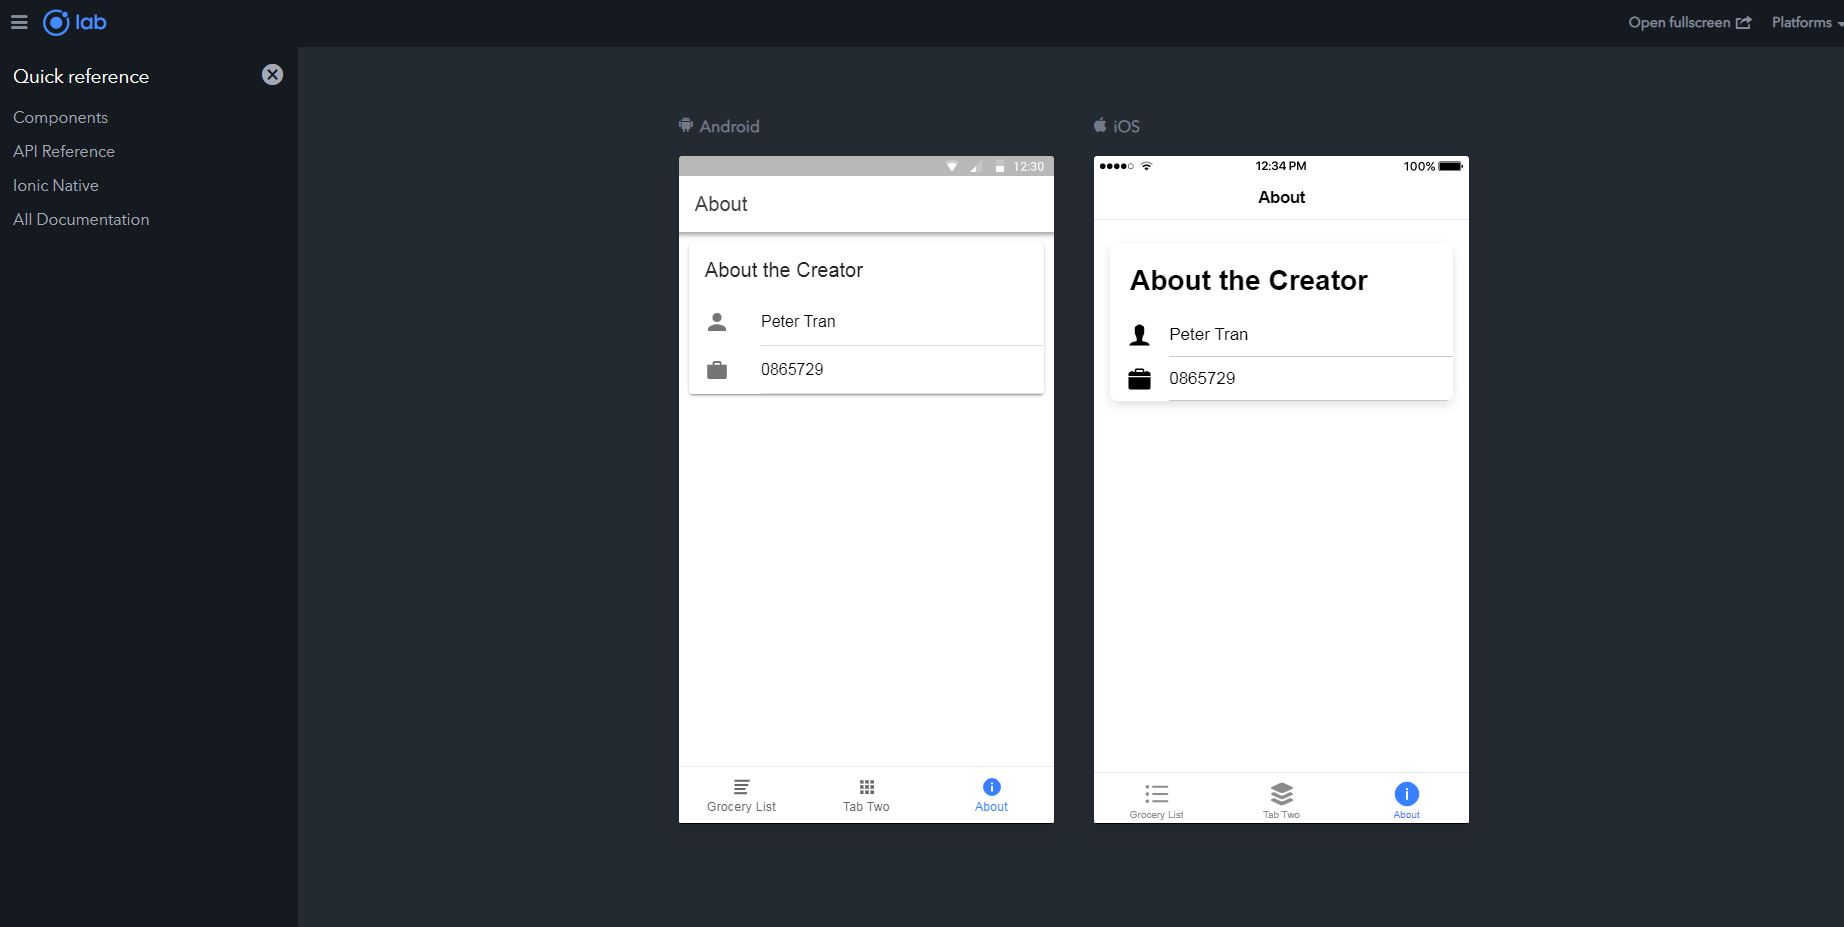 lab
Open fullscreen
Platforms
Quick reference
Components
API Reference
Ionic Native
All Documentation
Android
12:30
About
About the Creator
Peter Tran
0865729
Grocery List
Tab Two
About
iOS
12:34 PM
100%
About
About the Creator
Peter Tran
0865729
Grocery List
Tab Two
About